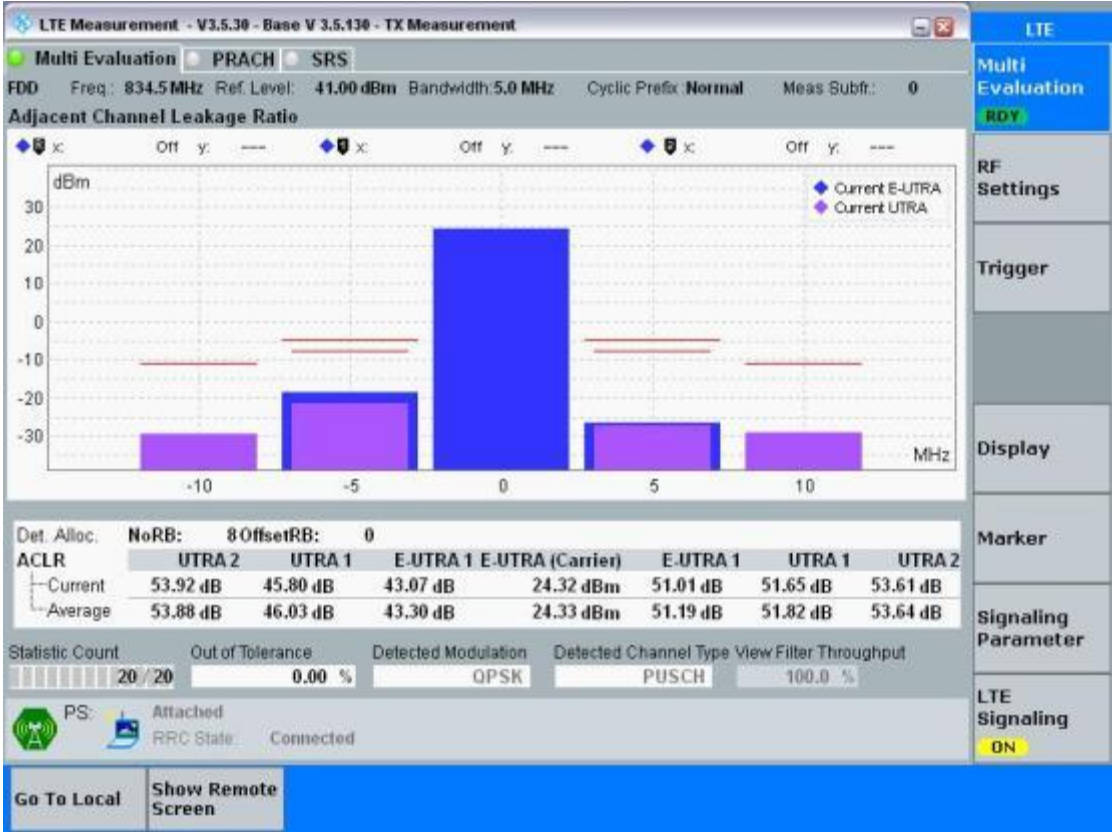 LTE Measurement - V3.5.30 - Base V 3.5.130 - TX Measurement
LTE
Multi Evaluation PRACH SRS
Multi
Evaluation
RDY
FDD Freq.: 834.5 MHz Ref. Level: 41.00 dBm Bandwidth: 5.0 MHz Cyclic Prefix: Normal Meas Subfr.: 0
Adjacent Channel Leakage Ratio
x: Off y: --- x: Off y: --- x: Off y: ---
dBm
Current E-UTRA
Current UTRA
30
20
10
0
-10
-20
-30
MHz
-10 -5 0 5 10
RF
Settings
Trigger
Display
Marker
Signaling
Parameter
LTE
Signaling
ON
Det. Alloc. NoRB: 8 OffsetRB: 0
ACLR UTRA 2 UTRA 1 E-UTRA 1 E-UTRA (Carrier) E-UTRA 1 UTRA 1 UTRA 2
Current 53.92 dB 45.80 dB 43.07 dB 24.32 dBm 51.01 dB 51.65 dB 53.61 dB
Average 53.88 dB 46.03 dB 43.30 dB 24.33 dBm 51.19 dB 51.82 dB 53.64 dB
Statistic Count Out of Tolerance Detected Modulation Detected Channel Type View Filter Throughput
20 / 20 0.00 % QPSK PUSCH 100.0 %
PS: Attached
RRC State: Connected
Go To Local
Show Remote
Screen